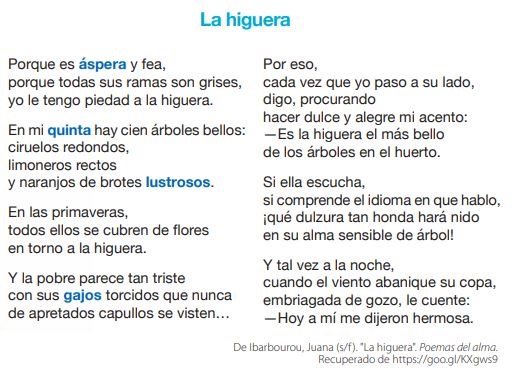 La higuera
Porque es áspera y fea,
porque todas sus ramas son grises,
yo le tengo piedad a la higuera.
En mi quinta hay cien árboles bellos:
ciruelos redondos,
limoneros rectos
y naranjos de brotes lustrosos.
En las primaveras,
todos ellos se cubren de flores
en torno a la higuera.
Y la pobre parece tan triste
con sus gajos torcidos que nunca
de apretados capullos se visten…
Por eso,
cada vez que yo paso a su lado,
digo, procurando
hacer dulce y alegre mi acento:
—Es la higuera el más bello
de los árboles en el huerto.
Si ella escucha,
si comprende el idioma en que hablo,
¡qué dulzura tan honda hará nido
en su alma sensible de árbol!
Y tal vez a la noche,
cuando el viento abanique su copa,
embriagada de gozo, le cuente:
—Hoy a mí me dijeron hermosa.
De Ibarbourou, Juana (s/f). "La higuera". Poemas del alma.
Recuperado de https://goo.gl/KXgws9